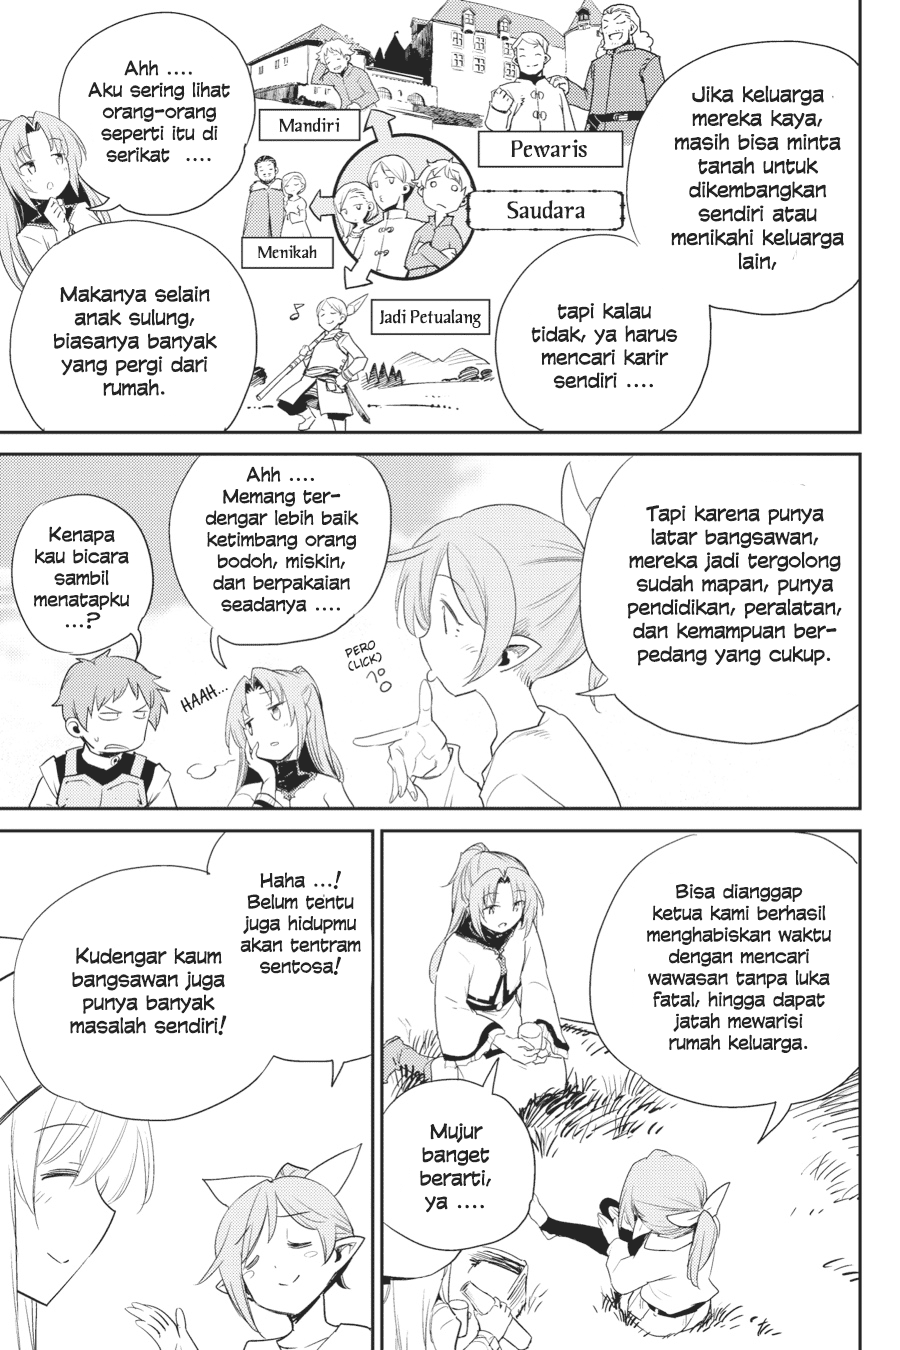 Jika keluarga
mereka kaya,
masih bisa minta
tanah untuk
dikembangkan
sendiri atau
menikahi keluarga
lain,
tapi kalau
tidak, ya harus
mencari karir
sendiri ....
Pewaris
Saudara
Mandiri
Menikah
Jadi Petualang
Ahh ....
Aku sering lihat
orang-orang
seperti itu di
serikat ....
Makanya selain
anak sulung,
biasanya banyak
yang pergi dari
rumah.
Tapi karena punya
latar bangsawan,
mereka jadi tergolong
sudah mapan, punya
pendidikan, peralatan,
dan kemampuan ber-
pedang yang cukup.
PERO
(LICK)
Ahh ....
Memang ter-
dengar lebih baik
ketimbang orang
bodoh, miskin,
dan berpakaian
seadanya ....
HAAH...
Kenapa
kau bicara
sambil
menatapku
...?
Bisa dianggap
ketua kami berhasil
menghabiskan waktu
dengan mencari
wawasan tanpa luka
fatal, hingga dapat
jatah mewarisi
rumah keluarga.
Mujur
banget
berarti,
ya ....
Haha ...!
Belum tentu
juga hidupmu
akan tentram
sentosa!
Kudengar kaum
bangsawan juga
punya banyak
masalah sendiri!